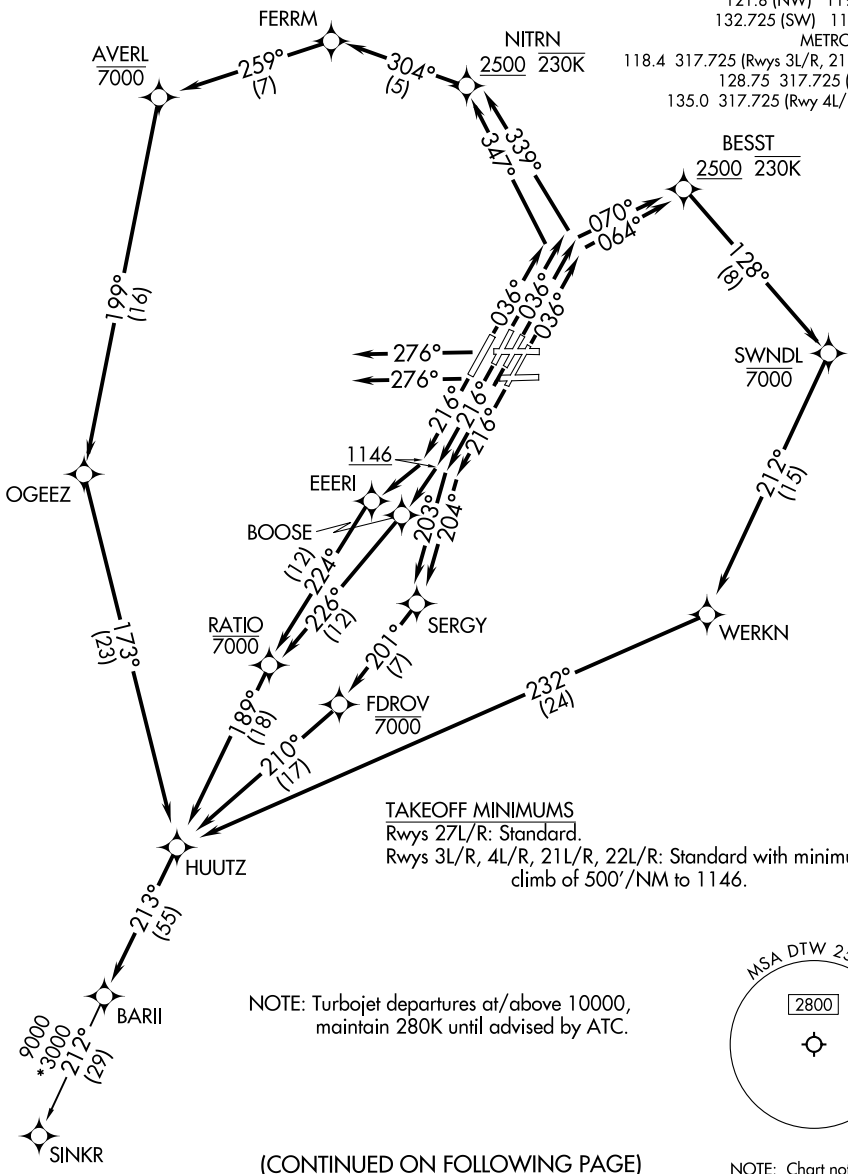 121.8 (NW)
132.725 (SW)
118.4 317.725 (Rwys 3L/R, 21
128.75 317.725
135.0 317.725 (Rwy 4L/
FERRM
AVERL
7000
259°
(7)
304°
(5)
NITRN
2500 230K
347°
339°
BESST
2500 230K
070°
064°
128°
(8)
199°
(16)
036°
036°
036°
276°
276°
SWNDL
7000
216°
216°
216°
1146
EEERI
OGEEZ
BOOSE
203°
204°
212°
(15)
(12)
224°
226°
(12)
RATIO
7000
SERGY
WERKN
173°
(23)
201°
(7)
232°
(24)
189°
(18)
FDROV
7000
210°
(17)
TAKEOFF MINIMUMS
Rwys 27L/R: Standard.
Rwys 3L/R, 4L/R, 21L/R, 22L/R: Standard with
climb of 500'/NM to 1146.
HUUTZ
213°
(55)
MSA DTW
2800
BARII
NOTE: Turbojet departures at/above 10000,
maintain 280K until advised by ATC.
9000
*3000
212°
(29)
SINKR
(CONTINUED ON FOLLOWING PAGE)
NOTE: Chart